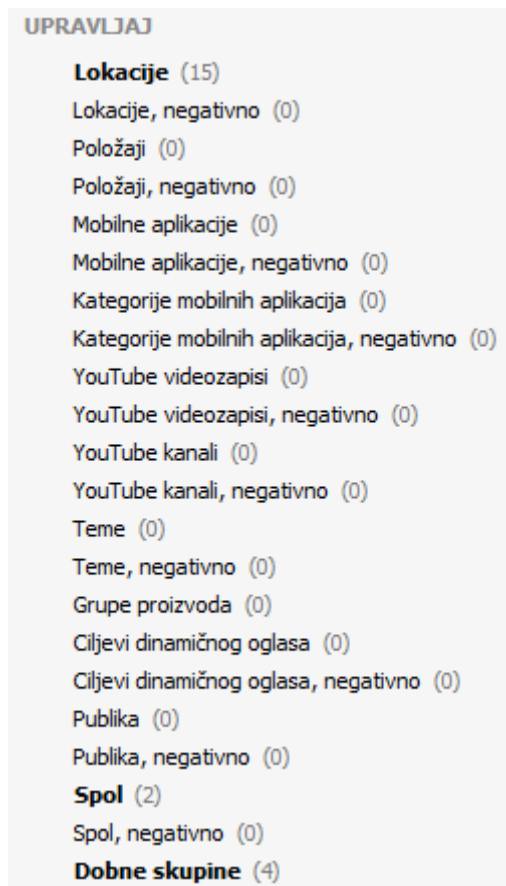 UPRAVLJAJ
Lokacije (15)
Lokacije, negativno (0)
Položaji (0)
Položaji, negativno (0)
Mobilne aplikacije (0)
Mobilne aplikacije, negativno (0)
Kategorije mobilnih aplikacija (0)
Kategorije mobilnih aplikacija, negativno (0)
YouTube videozapisi (0)
YouTube videozapisi, negativno (0)
YouTube kanali (0)
YouTube kanali, negativno (0)
Teme (0)
Teme, negativno (0)
Grupe proizvoda (0)
Ciljevi dinamičnog oglasa (0)
Ciljevi dinamičnog oglasa, negativno (0)
Publika (0)
Publika, negativno (0)
Spol (2)
Spol, negativno (0)
Dobne skupine (4)